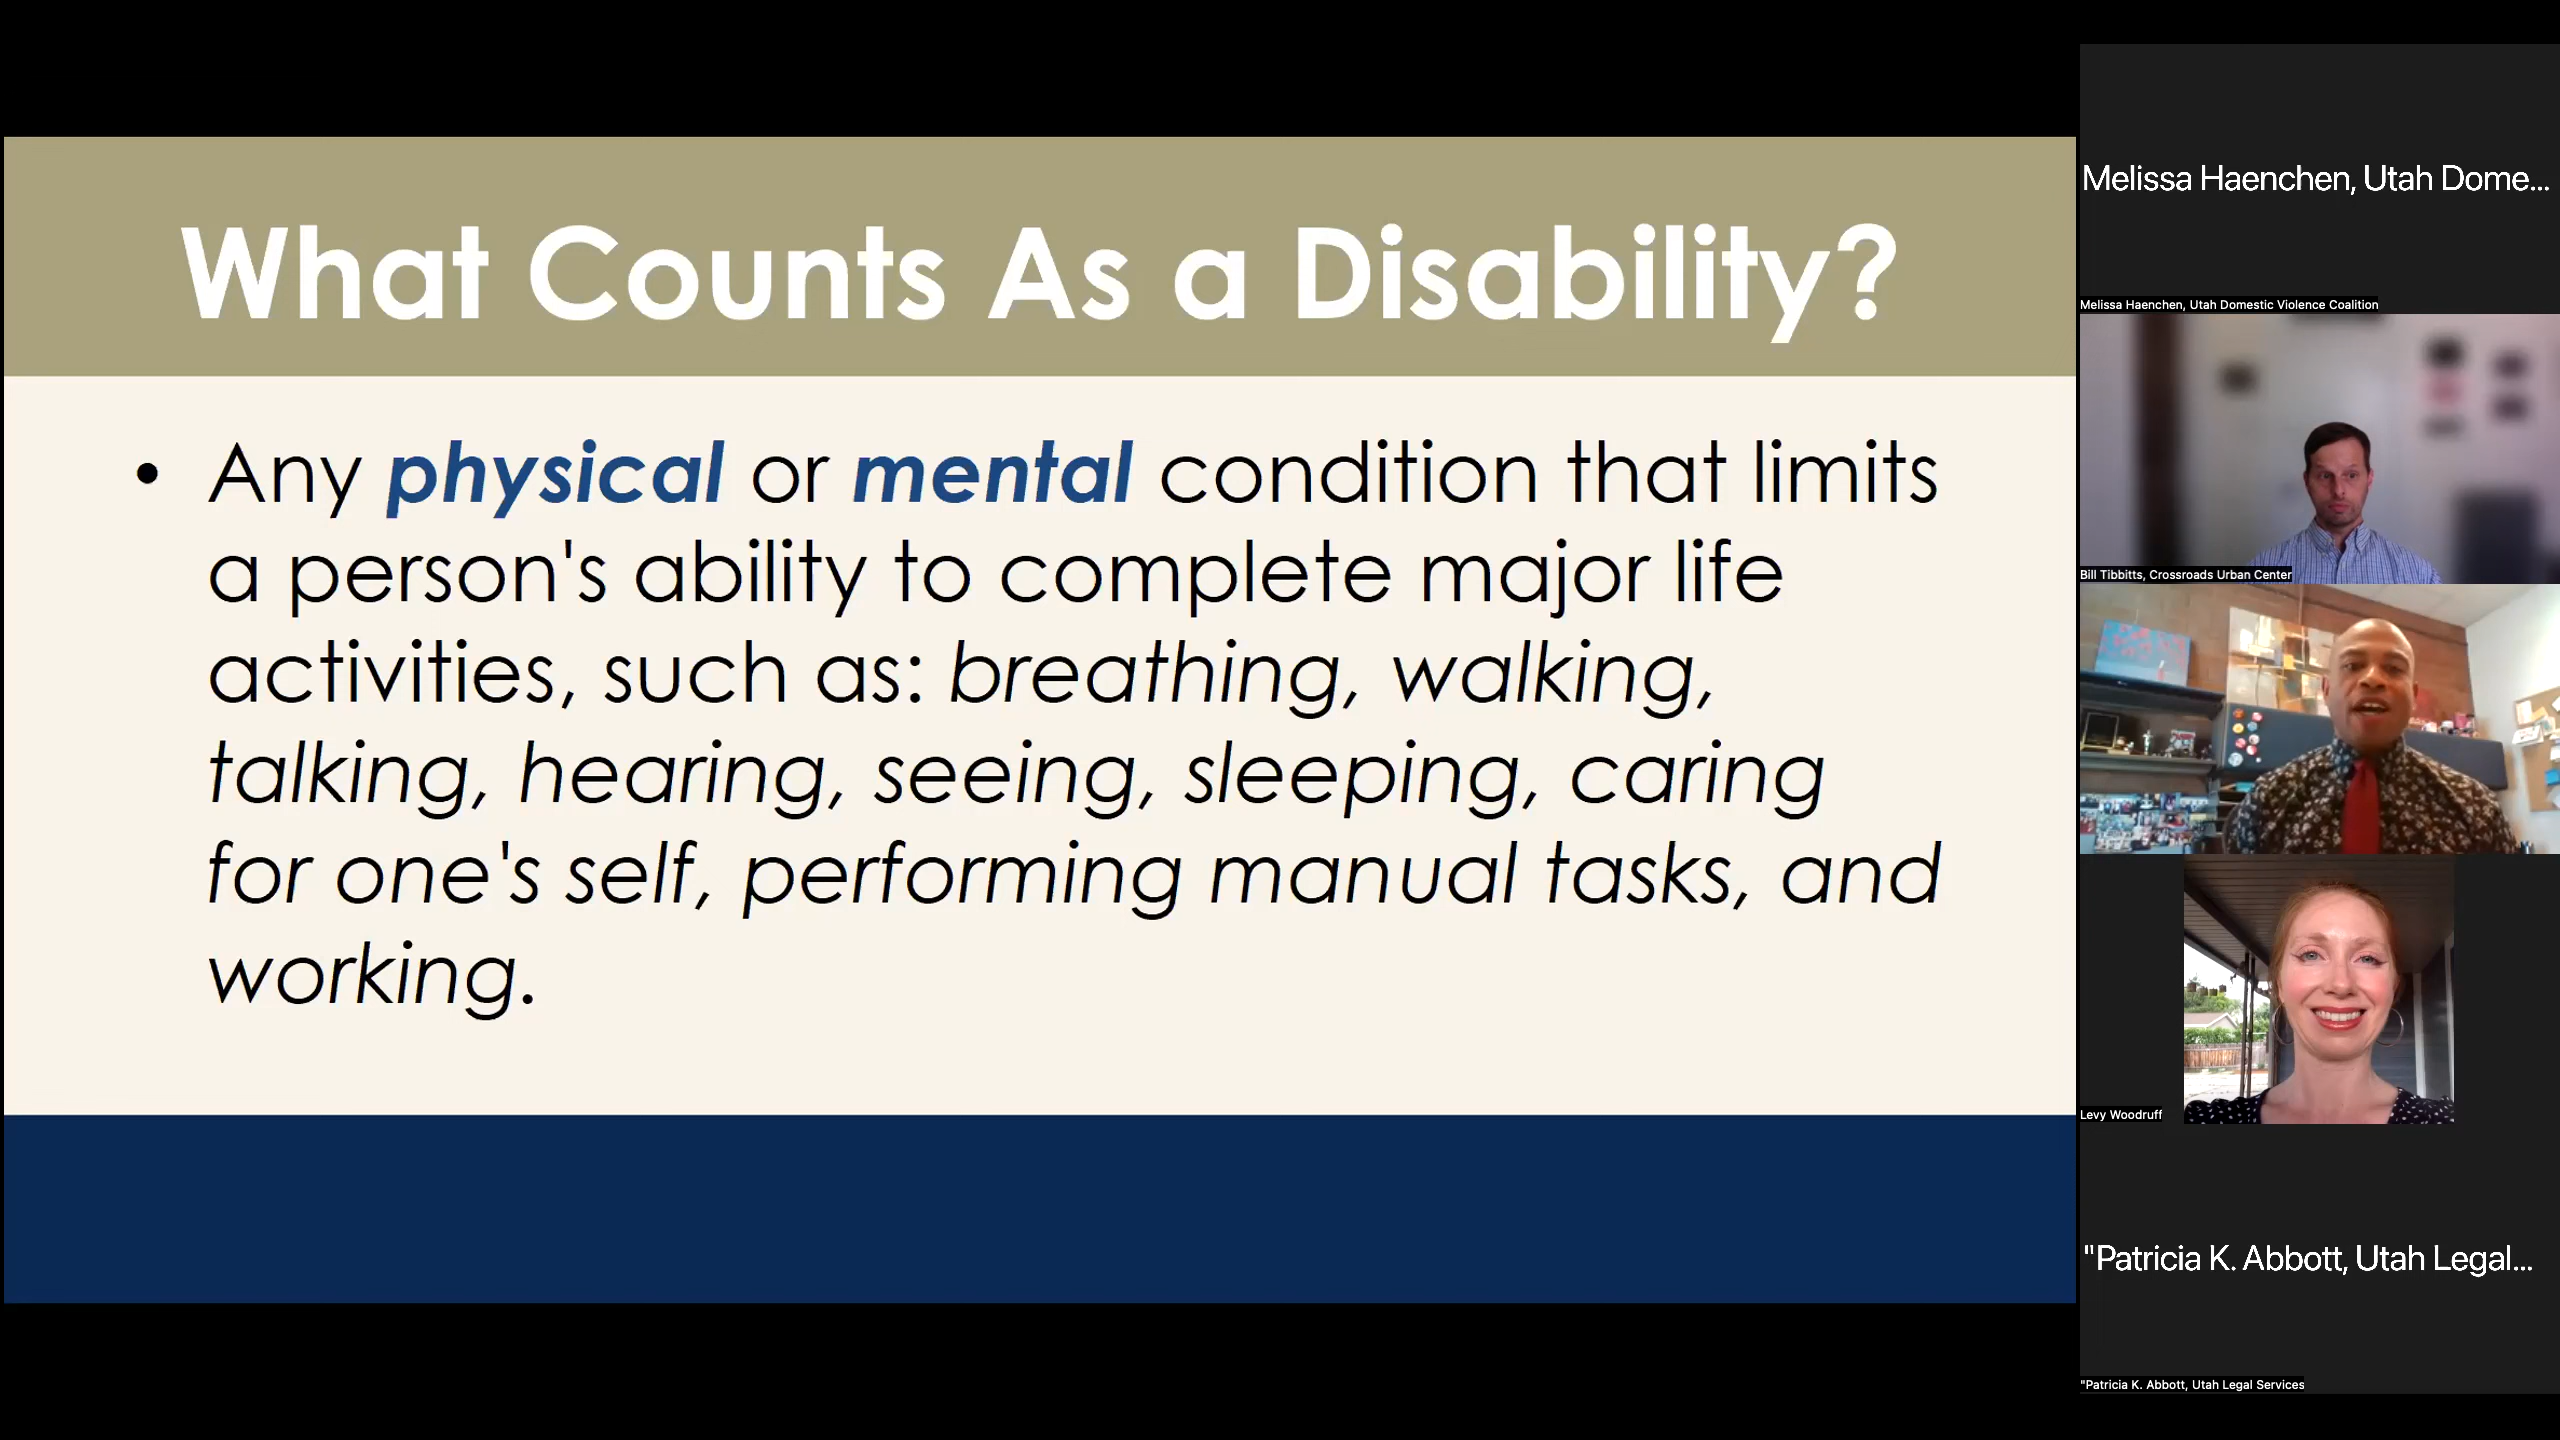 What Counts As a Disability?
• Any physical or mental condition that limits
a person's ability to complete major life
activities, such as: breathing, walking,
talking, hearing, seeing, sleeping, caring
for one's self, performing manual tasks, and
working.
Melissa Haenchen, Utah Dome...
Melissa Haenchen, Utah Domestic Violence Coalition
Bill Tibbitts, Crossroads Urban Center
Levy Woodruff
"Patricia K. Abbott, Utah Legal...
"Patricia K. Abbott, Utah Legal Services